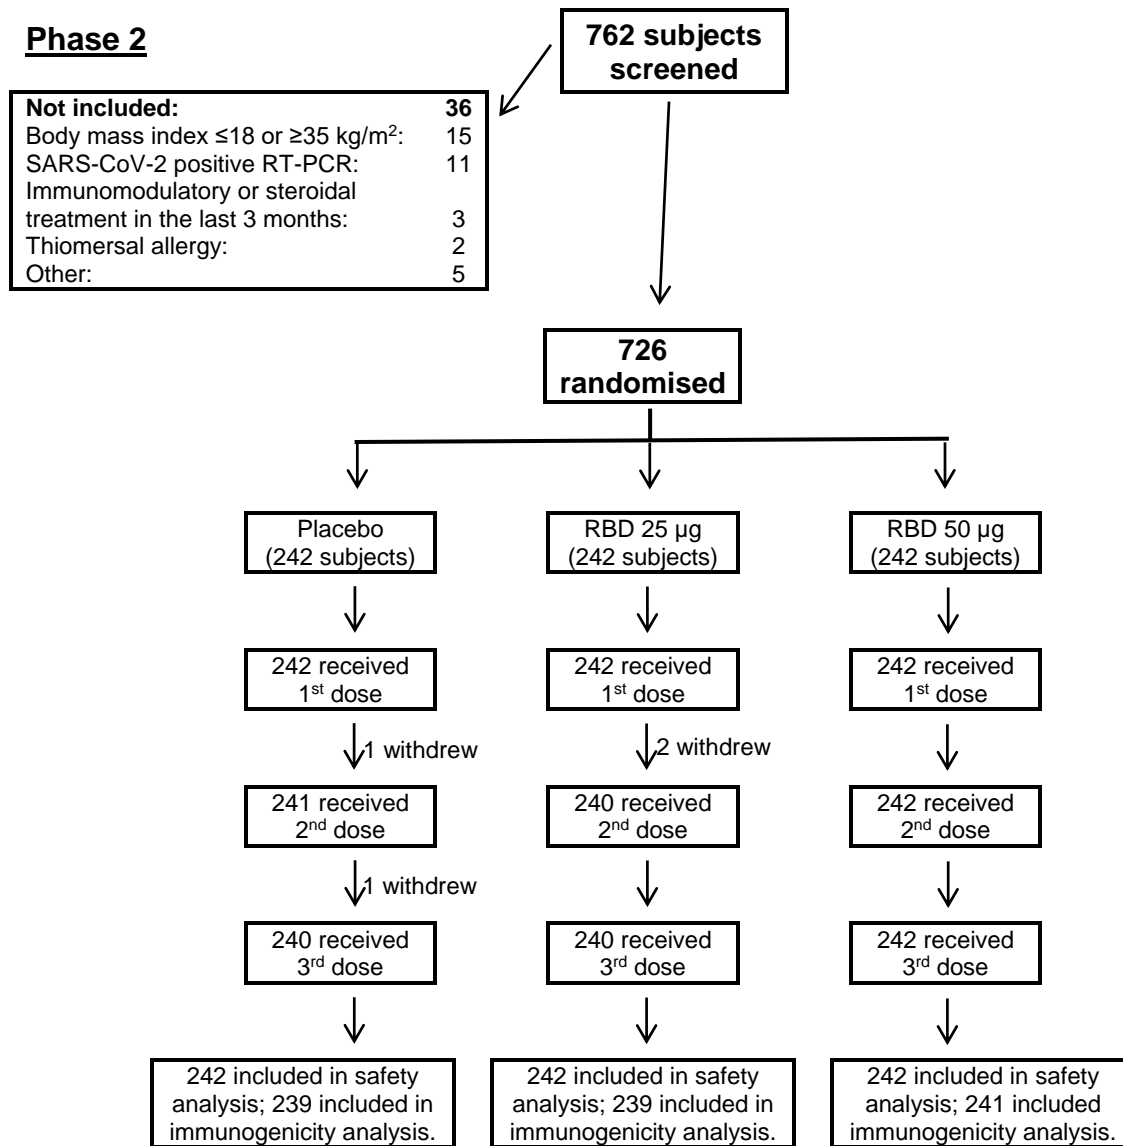 Phase 2
762 subjects
screened
Not included: 36
Body mass index ≤18 or ≥35 kg/m²: 15
SARS-CoV-2 positive RT-PCR: 11
Immunomodulatory or steroidal
treatment in the last 3 months: 3
Thiomersal allergy: 2
Other: 5
726
randomised
Placebo
(242 subjects)
RBD 25 µg
(242 subjects)
RBD 50 µg
(242 subjects)
242 received
1st dose
242 received
1st dose
242 received
1st dose
1 withdrew
2 withdrew
241 received
2nd dose
240 received
2nd dose
242 received
2nd dose
1 withdrew
240 received
3rd dose
240 received
3rd dose
242 received
3rd dose
242 included in safety
analysis; 239 included in
immunogenicity analysis.
242 included in safety
analysis; 239 included in
immunogenicity analysis.
242 included in safety
analysis; 241 included
immunogenicity analysis.